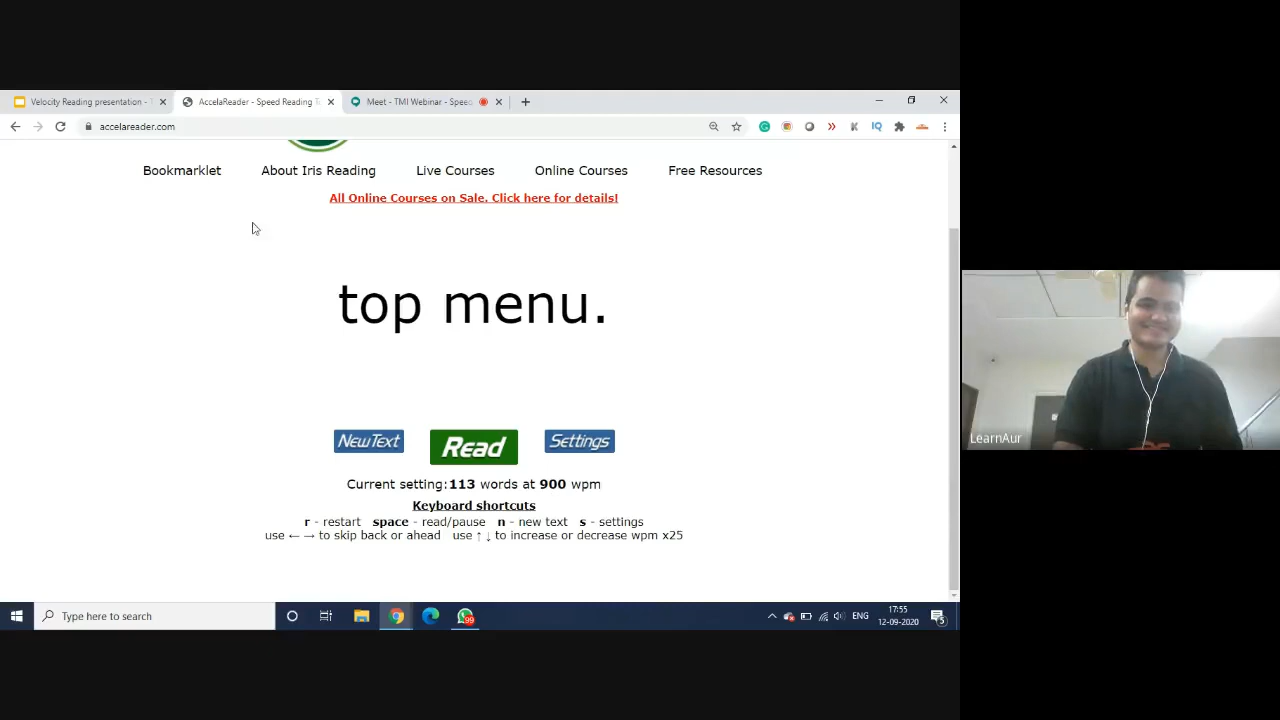 Velocity Reading presentation - T
AccelaReader - Speed Reading To
Meet - TMI Webinar - Speed
accelareader.com
Bookmarklet About Iris Reading Live Courses Online Courses Free Resources
All Online Courses on Sale. Click here for details!
top menu.
NewText Read Settings
Current setting:113 words at 900 wpm
Keyboard shortcuts
r - restart space - read/pause n - new text s - settings
use ← → to skip back or ahead use ↑ ↓ to increase or decrease wpm x25
LearnAur
Type here to search
99
ENG
17:55
12-09-2020
5